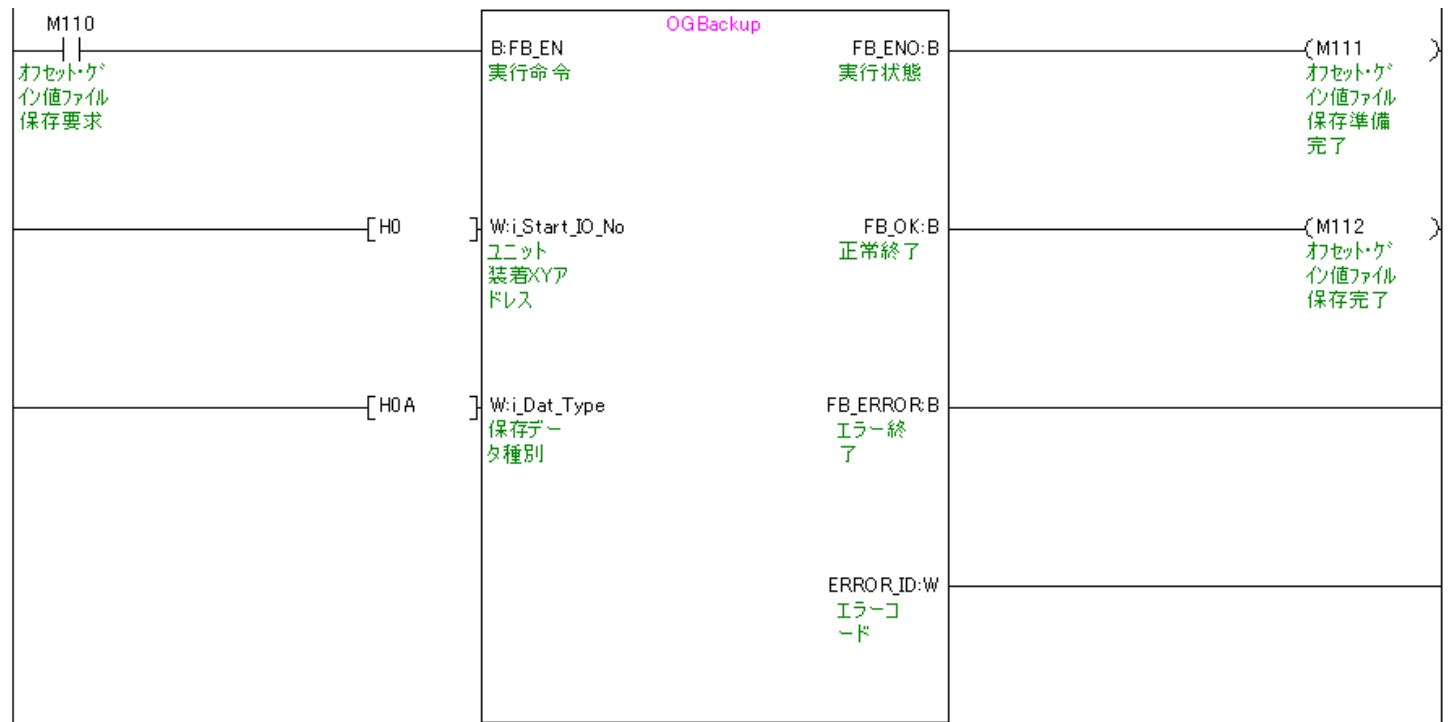 M110
オフセット・ゲ
イン値ファイル
保存要求
OGBackup
B:FB_EN
実行命令
FB_ENO:B
実行状態
M111
オフセット・ゲ
イン値ファイル
保存準備
完了
H0
W:i_Start_IO_No
ユニット
装着XYア
ドレス
FB_OK:B
正常終了
M112
オフセット・ゲ
イン値ファイル
保存完了
H0A
W:i_Dat_Type
保存デー
タ種別
FB_ERROR:B
エラー終
了
ERROR_ID:W
エラーコ
ード